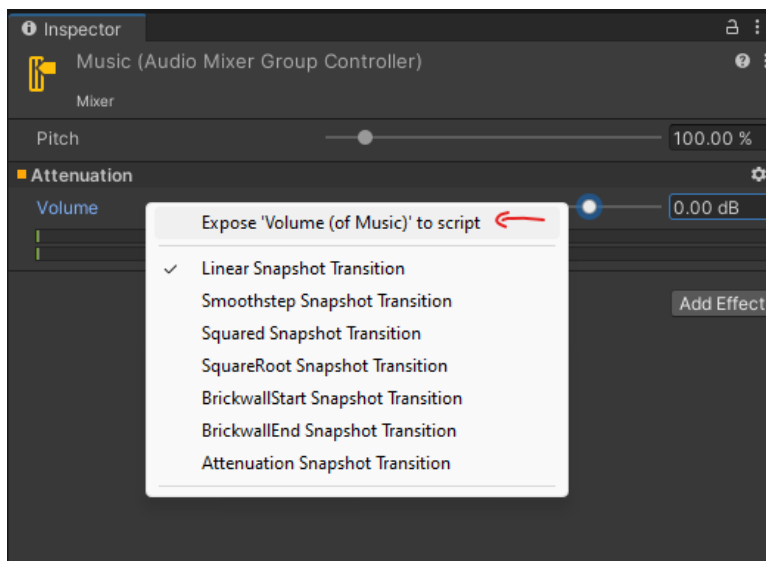 Inspector
Music (Audio Mixer Group Controller)
Mixer
Pitch
100.00 %
Attenuation
Volume
0.00 dB
Expose 'Volume (of Music)' to script
Linear Snapshot Transition
Smoothstep Snapshot Transition
Squared Snapshot Transition
SquareRoot Snapshot Transition
BrickwallStart Snapshot Transition
BrickwallEnd Snapshot Transition
Attenuation Snapshot Transition
Add Effect